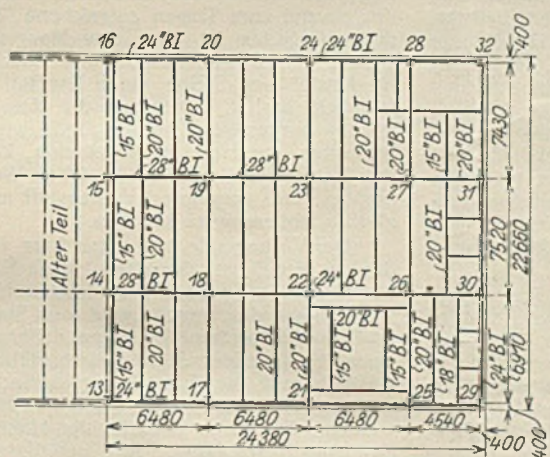 16 24"BI 20 24 24"BI 28 32
400
15"BI 20"BI 20"BI 20"BI 20"BI 15"BI 20"BI
7430
28"BI 28"BI
15 19 23 27 31
Alter Teil
15"BI 20"BI 20"BI
7520
22660
14 28"BI 18 22 24"BI 26 30
20"BI
15"BI 20"BI 20"BI 20"BI 15"BI 15"BI 20"BI 18"BI 24"BI
6910
13 24"BI 17 21 25 29
6480 6480 6480 4540
24380
400
400